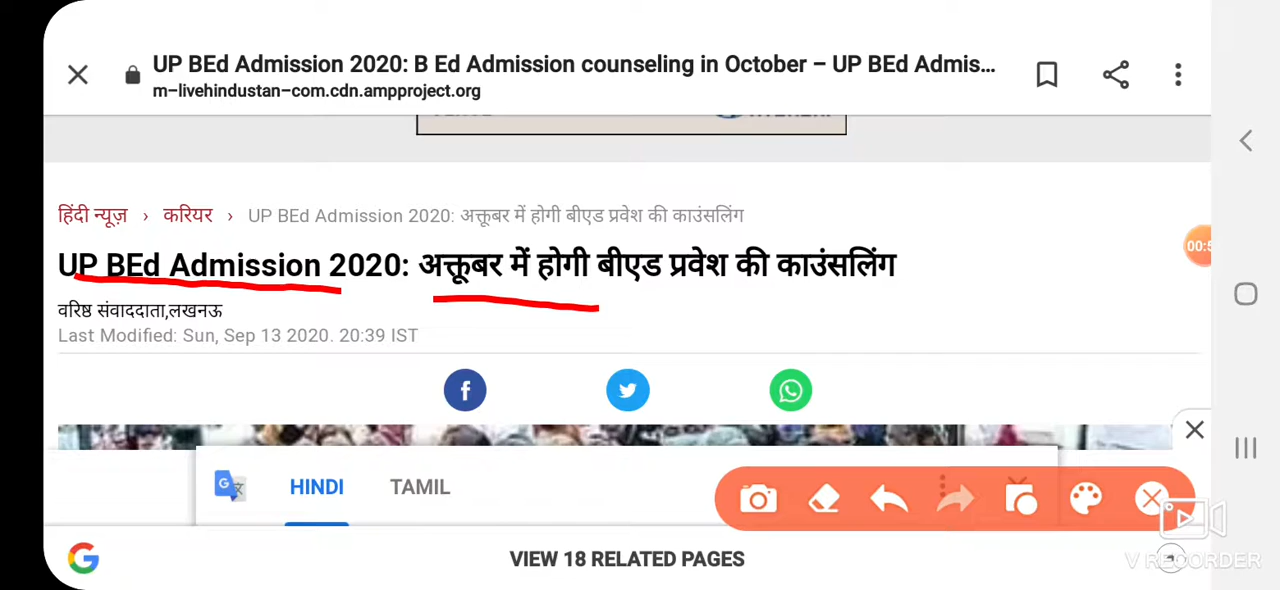 UP BEd Admission 2020: B Ed Admission counseling in October – UP BEd Admis...
m-livehindustan-com.cdn.ampproject.org
हिंदी न्यूज़ › करियर › UP BEd Admission 2020: अक्तूबर में होगी बीएड प्रवेश की काउंसलिंग
UP BEd Admission 2020: अक्तूबर में होगी बीएड प्रवेश की काउंसलिंग
वरिष्ठ संवाददाता,लखनऊ
Last Modified: Sun, Sep 13 2020. 20:39 IST
HINDI TAMIL
VIEW 18 RELATED PAGES
V RECORDER